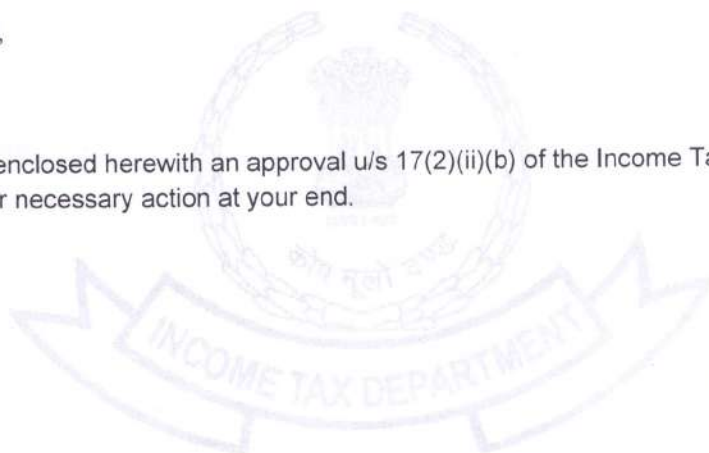 ,
enclosed herewith an approval u/s 17(2)(ii)(b) of the Income Ta
r necessary action at your end.
कोष मूलो दण्डः
INCOME TAX DEPARTMENT